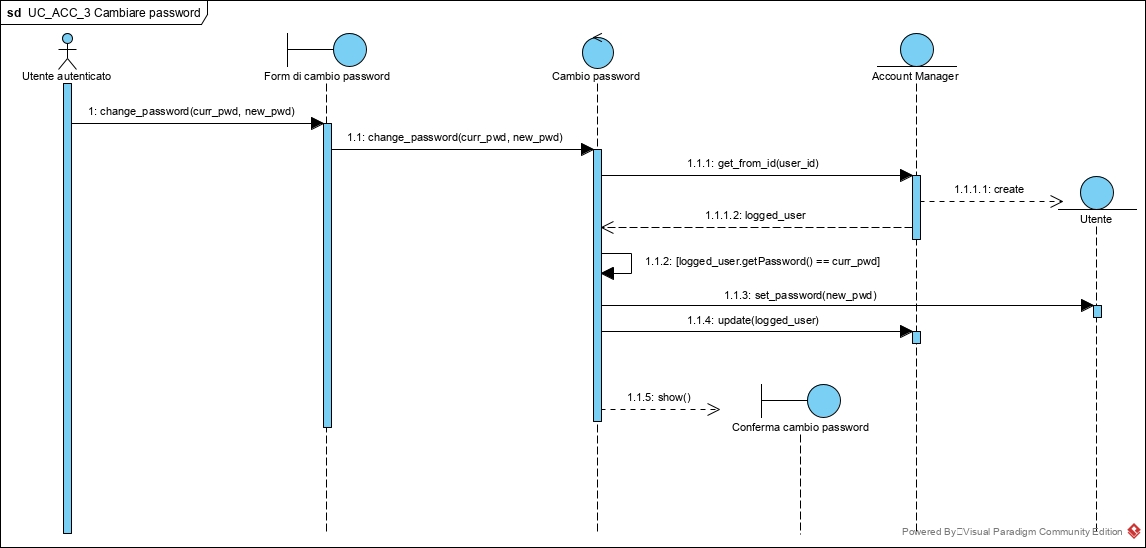 sd UC_ACC_3 Cambiare password
Utente autenticato
Form di cambio password
Cambio password
Account Manager
1: change_password(curr_pwd, new_pwd)
1.1: change_password(curr_pwd, new_pwd)
1.1.1: get_from_id(user_id)
1.1.1.1: create
Utente
1.1.1.2: logged_user
1.1.2: [logged_user.getPassword() == curr_pwd]
1.1.3: set_password(new_pwd)
1.1.4: update(logged_user)
1.1.5: show()
Conferma cambio password
Powered By Visual Paradigm Community Edition